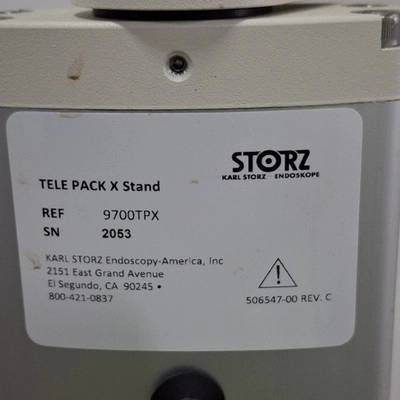 STORZ
KARL STORZ - ENDOSKOPE
TELE PACK X Stand
REF 9700TPX
SN 2053
KARL STORZ Endoscopy-America, Inc
2151 East Grand Avenue
El Segundo, CA 90245 •
800-421-0837
506547-00 REV. C